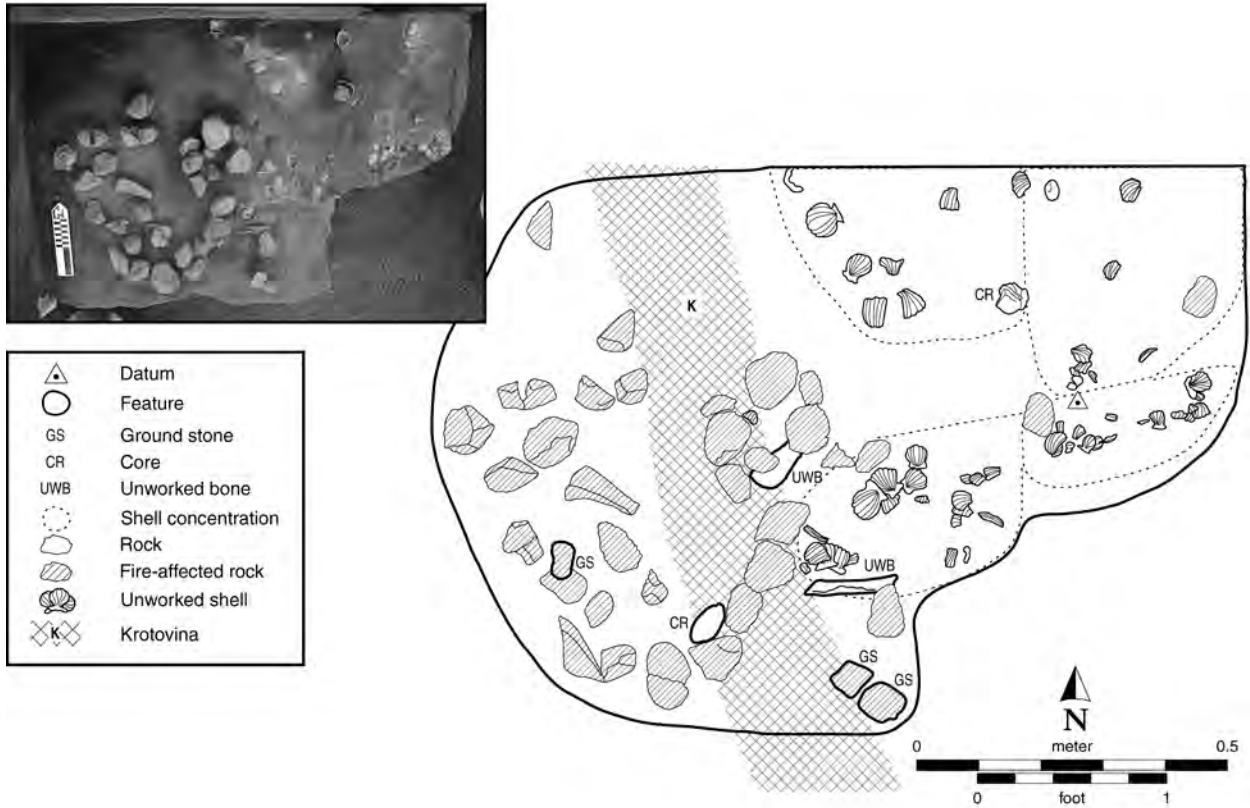 K
CR
UWB
GS
UWB
CR
GS
GS
Datum
Feature
GS Ground stone
CR Core
UWB Unworked bone
Shell concentration
Rock
Fire-affected rock
Unworked shell
K Krotovina
N
0 meter 0.5
0 foot 1